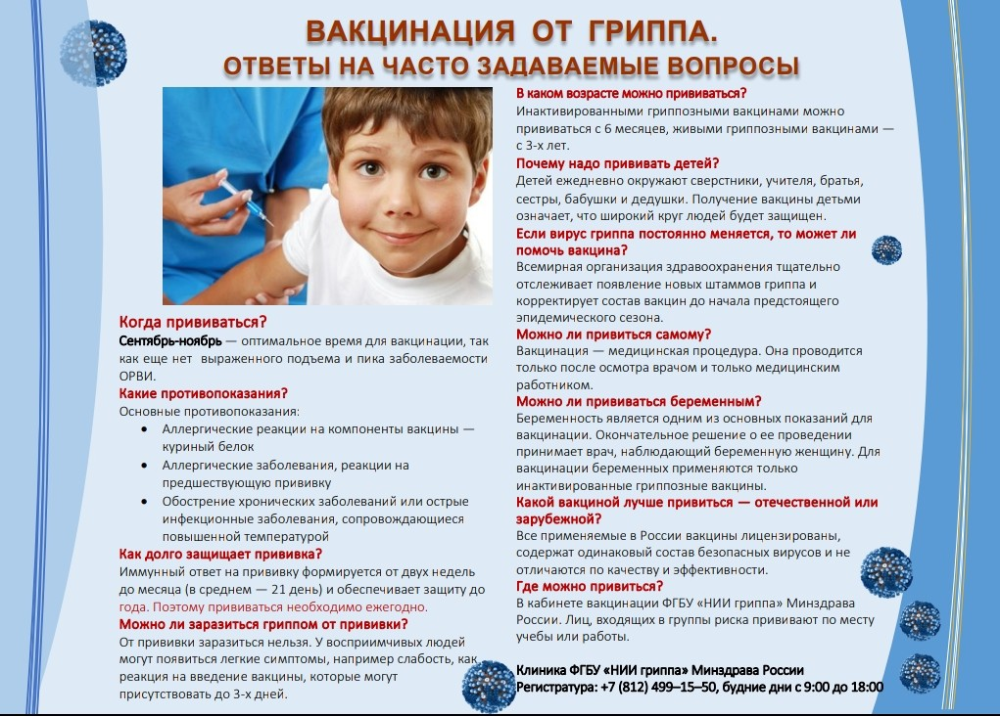 ВАКЦИНАЦИЯ ОТ ГРИППА.
ОТВЕТЫ НА ЧАСТО ЗАДАВАЕМЫЕ ВОПРОСЫ
Когда прививаться?
Сентябрь-ноябрь — оптимальное время для вакцинации, так
как еще нет выраженного подъема и пика заболеваемости
ОРВИ.
Какие противопоказания?
Основные противопоказания:
• Аллергические реакции на компоненты вакцины —
куриный белок
• Аллергические заболевания, реакции на
предшествующую прививку
• Обострение хронических заболеваний или острые
инфекционные заболевания, сопровождающиеся
повышенной температурой
Как долго защищает прививка?
Иммунный ответ на прививку формируется от двух недель
до месяца (в среднем — 21 день) и обеспечивает защиту до
года. Поэтому прививаться необходимо ежегодно.
Можно ли заразиться гриппом от прививки?
От прививки заразиться нельзя. У восприимчивых людей
могут появиться легкие симптомы, например слабость, как
реакция на введение вакцины, которые могут
присутствовать до 3-х дней.
В каком возрасте можно прививаться?
Инактивированными гриппозными вакцинами можно
прививаться с 6 месяцев, живыми гриппозными вакцинами —
с 3-х лет.
Почему надо прививать детей?
Детей ежедневно окружают сверстники, учителя, братья,
сестры, бабушки и дедушки. Получение вакцины детьми
означает, что широкий круг людей будет защищен.
Если вирус гриппа постоянно меняется, то может ли
помочь вакцина?
Всемирная организация здравоохранения тщательно
отслеживает появление новых штаммов гриппа и
корректирует состав вакцин до начала предстоящего
эпидемического сезона.
Можно ли привиться самому?
Вакцинация — медицинская процедура. Она проводится
только после осмотра врачом и только медицинским
работником.
Можно ли прививаться беременным?
Беременность является одним из основных показаний для
вакцинации. Окончательное решение о ее проведении
принимает врач, наблюдающий беременную женщину. Для
вакцинации беременных применяются только
инактивированные гриппозные вакцины.
Какой вакциной лучше привиться — отечественной или
зарубежной?
Все применяемые в России вакцины лицензированы,
содержат одинаковый состав безопасных вирусов и не
отличаются по качеству и эффективности.
Где можно привиться?
В кабинете вакцинации ФГБУ «НИИ гриппа» Минздрава
России. Лиц, входящих в группы риска прививают по месту
учебы или работы.
Клиника ФГБУ «НИИ гриппа» Минздрава России
Регистратура: +7 (812) 499–15–50, будние дни с 9:00 до 18:00